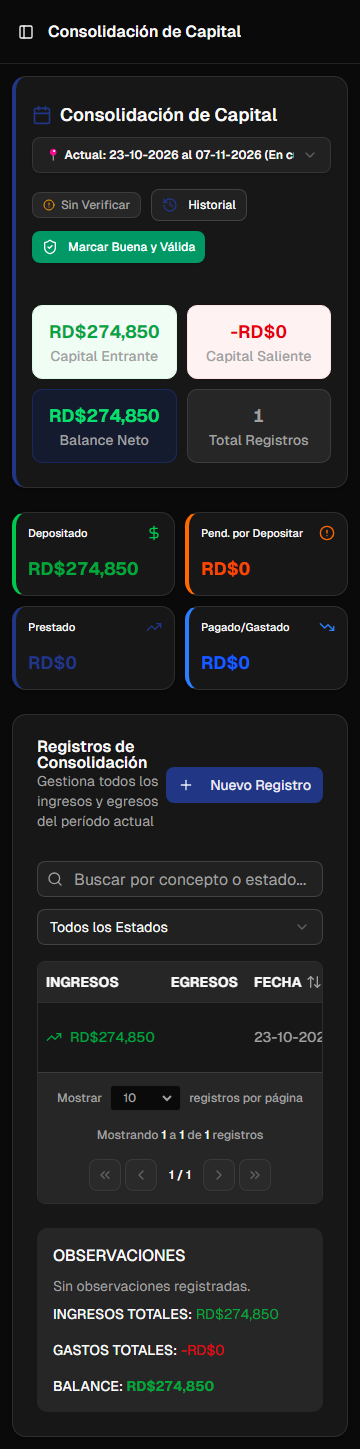 Consolidación de Capital
Consolidación de Capital
Actual: 23-10-2026 al 07-11-2026 (En c
Sin Verificar
Historial
Marcar Buena y Válida
RD$274,850
Capital Entrante
-RD$0
Capital Saliente
RD$274,850
Balance Neto
1
Total Registros
Depositado
RD$274,850
Pend. por Depositar
RD$0
Prestado
RD$0
Pagado/Gastado
RD$0
Registros de
Consolidación
Gestiona todos los
ingresos y egresos
del período actual
Nuevo Registro
Buscar por concepto o estado...
Todos los Estados
INGRESOS EGRESOS FECHA
RD$274,850 23-10-202
Mostrar 10 registros por página
Mostrando 1 a 1 de 1 registros
1 / 1
OBSERVACIONES
Sin observaciones registradas.
INGRESOS TOTALES: RD$274,850
GASTOS TOTALES: -RD$0
BALANCE: RD$274,850